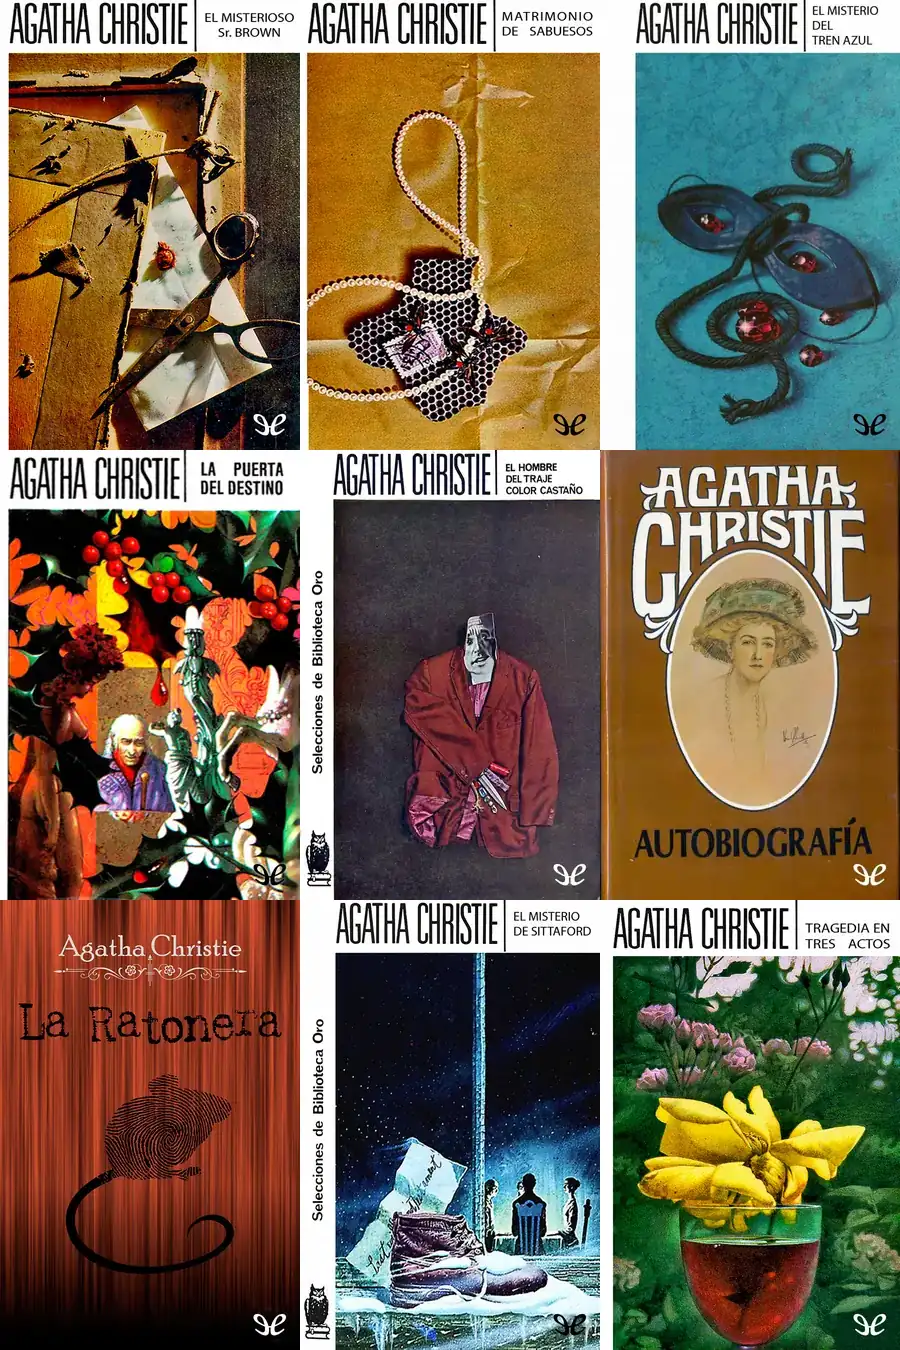 AGATHA CHRISTIE
EL MISTERIOSO
Sr. BROWN
AGATHA CHRISTIE
MATRIMONIO
DE SABUESOS
AGATHA CHRISTIE
EL MISTERIO
DEL
TREN AZUL
AGATHA CHRISTIE
LA PUERTA
DEL DESTINO
Selecciones de Biblioteca Oro
AGATHA CHRISTIE
EL HOMBRE
DEL TRAJE
COLOR CASTAÑO
AGATHA
CHRISTIE
AUTOBIOGRAFÍA
Agatha Christie
La Ratonera
Selecciones de Biblioteca Oro
AGATHA CHRISTIE
EL MISTERIO
DE SITTAFORD
AGATHA CHRISTIE
TRAGEDIA EN
TRES ACTOS